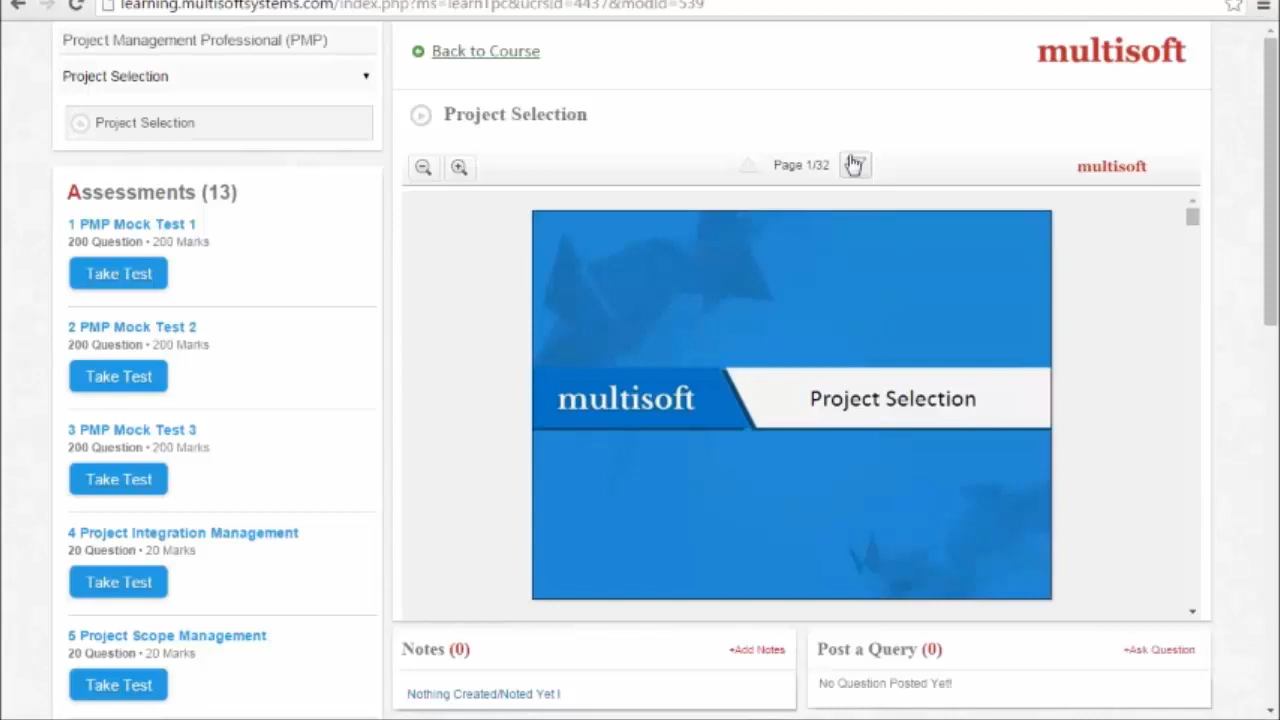 learning.multisoftsystems.com/index.php?ms=learn1pc&ucrsid=4437&modid=539
Project Management Professional (PMP)
Project Selection
Project Selection
Assessments (13)
1 PMP Mock Test 1
200 Question • 200 Marks
Take Test
2 PMP Mock Test 2
200 Question • 200 Marks
Take Test
3 PMP Mock Test 3
200 Question • 200 Marks
Take Test
4 Project Integration Management
20 Question • 20 Marks
Take Test
5 Project Scope Management
20 Question • 20 Marks
Take Test
Back to Course
multisoft
Project Selection
Page 1/32
multisoft
multisoft
Project Selection
Notes (0)
+Add Notes
Nothing Created/Noted Yet !
Post a Query (0)
+Ask Question
No Question Posted Yet!